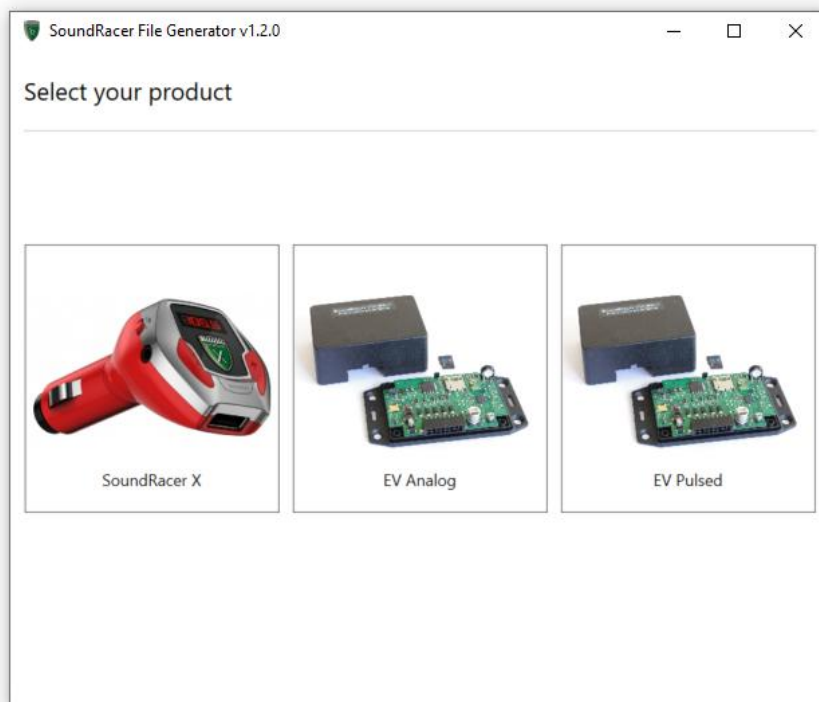 SoundRacer File Generator v1.2.0
Select your product
SoundRacer X
EV Analog
EV Pulsed